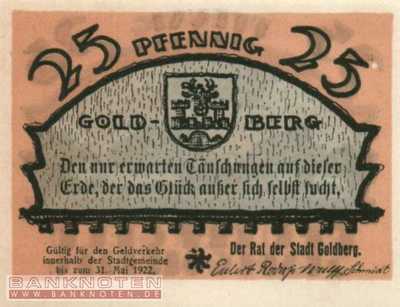 25 PFENNIG 25
GOLD- BERG
Den nur erwarten Täuschungen auf dieser
Erde, der das Glück außer sich selbst sucht,
Gültig für den Geldverkehr
innerhalb der Stadtgemeinde
bis zum 31. Mai 1922.
Der Rat der Stadt Goldberg.
Schmidt
BANKNOTEN
WWW.BANKNOTEN.DE